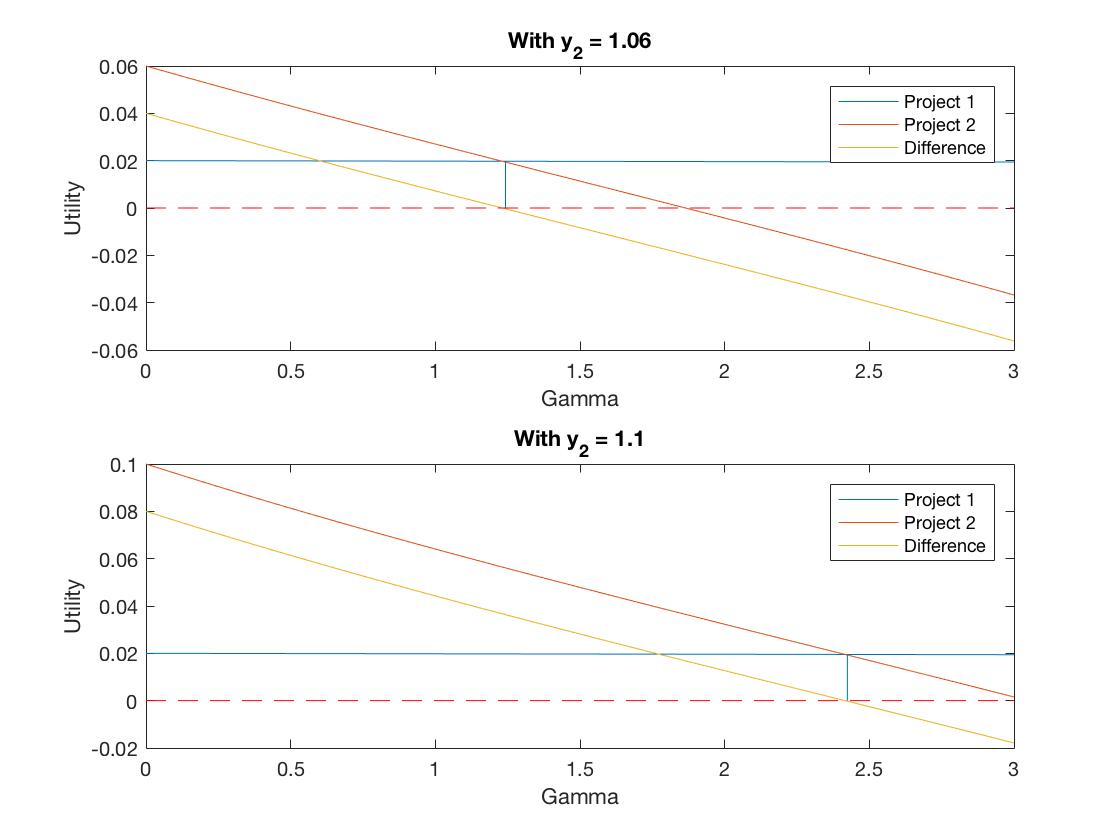 With y2 = 1.06
0.06
0.04
0.02
0
-0.02
-0.04
-0.06
Utility
Project 1
Project 2
Difference
0 0.5 1 1.5 2 2.5 3
Gamma
With y2 = 1.1
0.1
0.08
0.06
0.04
0.02
0
-0.02
Utility
Project 1
Project 2
Difference
0 0.5 1 1.5 2 2.5 3
Gamma